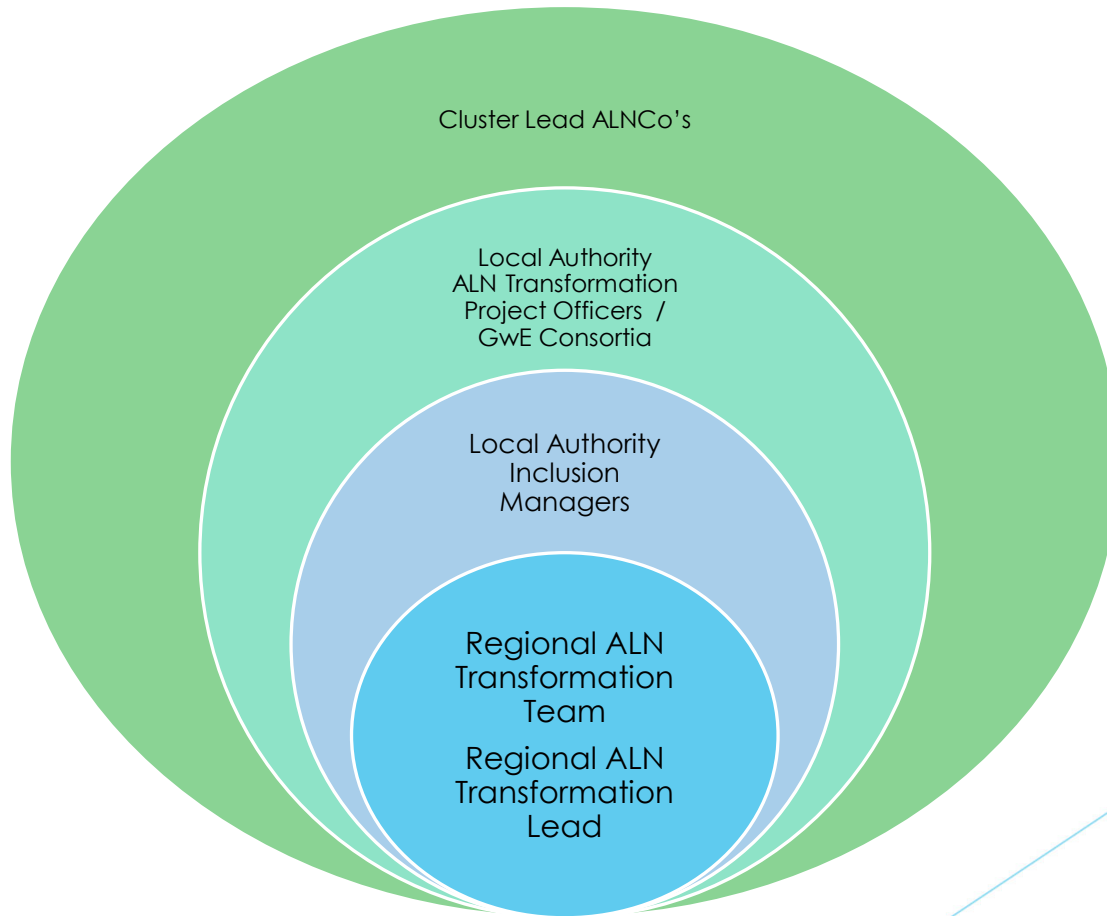 Cluster Lead ALNCo’s
Local Authority
ALN Transformation
Project Officers  /
GwE Consortia
Local Authority
Inclusion
Managers
Regional ALN
Transformation
Team
Regional ALN
Transformation
Lead